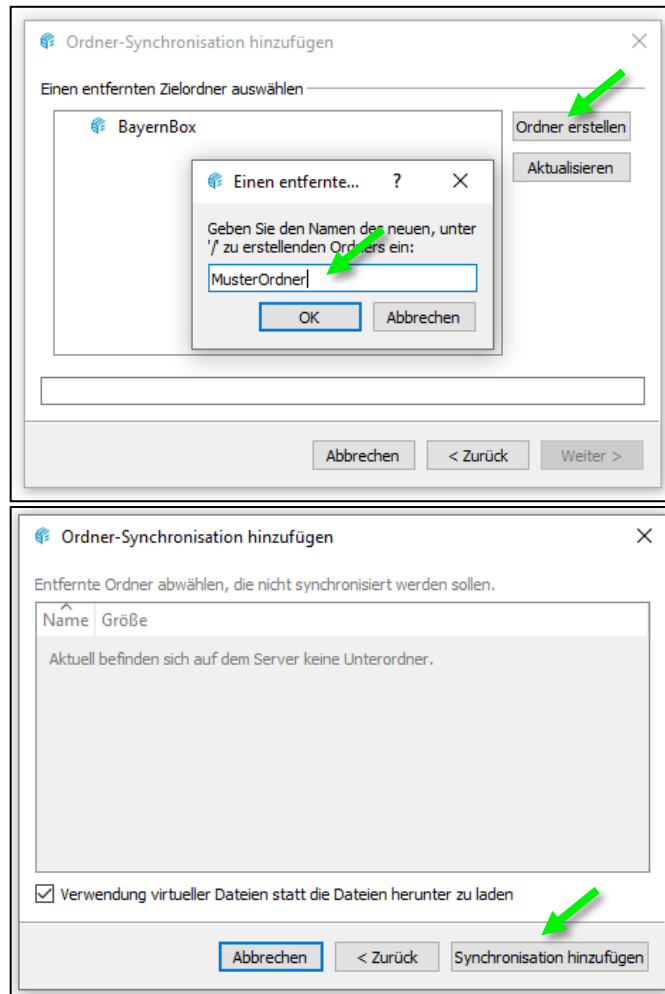 Ordner-Synchronisation hinzufügen
Einen entfernten Zielordner auswählen
BayernBox
Ordner erstellen
Aktualisieren
Einen entfernte... ?
Geben Sie den Namen des neuen, unter
'/' zu erstellenden Ordners ein:
MusterOrdner
OK Abbrechen
Abbrechen < Zurück Weiter >
Ordner-Synchronisation hinzufügen
Entfernte Ordner abwählen, die nicht synchronisiert werden sollen.
Name Größe
Aktuell befinden sich auf dem Server keine Unterordner.
Verwendung virtueller Dateien statt die Dateien herunter zu laden
Abbrechen < Zurück Synchronisation hinzufügen